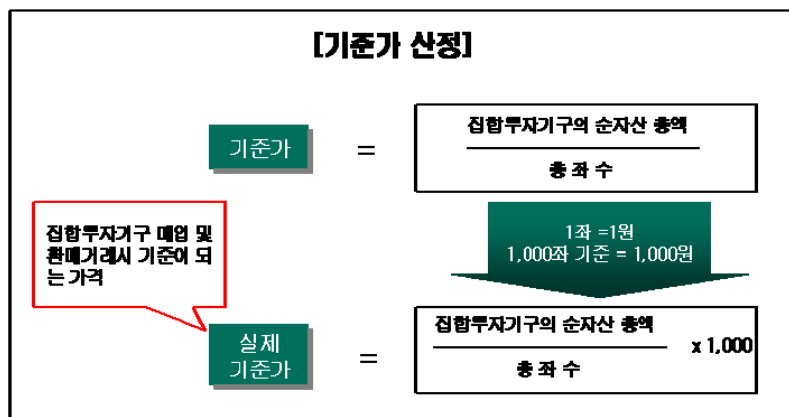 [기준가 산정]
기준가
=
집합투자기구의 순자산 총액
총 좌 수
1좌 =1원
1,000좌 기준 = 1,000원
집합투자기구 매입 및
환매거래시 기준이 되
는 가격
실제
기준가
=
집합투자기구의 순자산 총액
총 좌 수
x 1,000